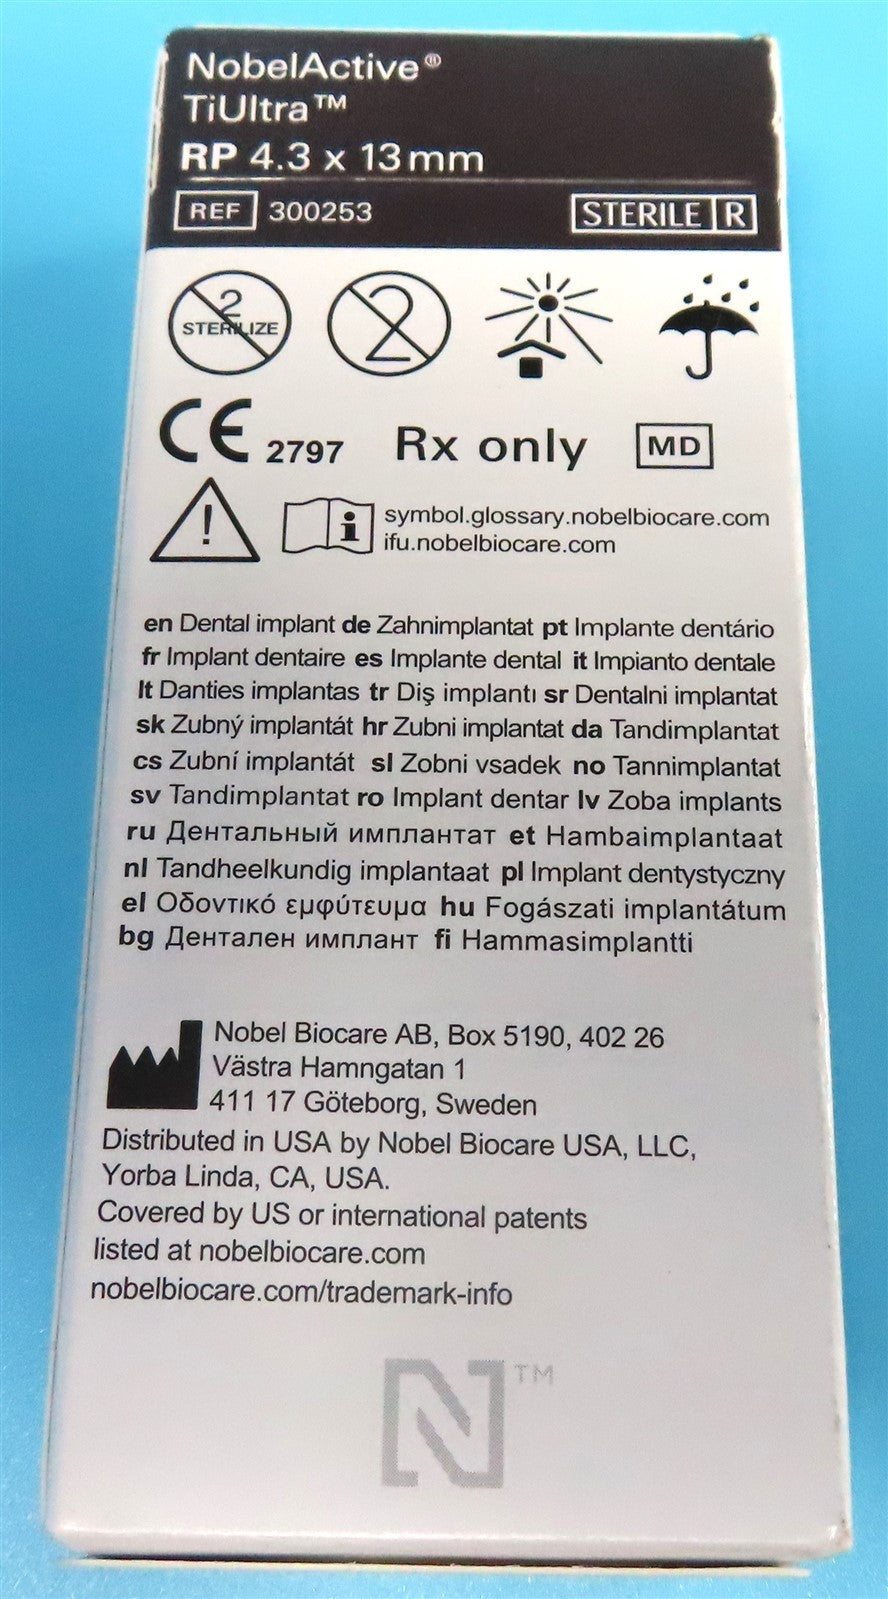 NobelActive®
TiUltra™
RP 4.3 x 13 mm
REF 300253 STERILE R
2 STERILIZE 2
CE 2797 Rx only MD
! i symbol.glossary.nobelbiocare.com
ifu.nobelbiocare.com
en Dental implant de Zahnimplantat pt Implante dentário
fr Implant dentaire es Implante dental it Impianto dentale
lt Danties implantas tr Diş implantı sr Dentalni implantat
sk Zubný implantát hr Zubni implantat da Tandimplantat
cs Zubní implantát sl Zobni vsadek no Tannimplantat
sv Tandimplantat ro Implant dentar lv Zoba implants
ru Дентальный имплантат et Hambaimplantaat
nl Tandheelkundig implantaat pl Implant dentystyczny
el Οδοντικό εμφύτευμα hu Fogászati implantátum
bg Дентален имплант fi Hammasimplantti
Nobel Biocare AB, Box 5190, 402 26
Västra Hamngatan 1
411 17 Göteborg, Sweden
Distributed in USA by Nobel Biocare USA, LLC,
Yorba Linda, CA, USA.
Covered by US or international patents
listed at nobelbiocare.com
nobelbiocare.com/trademark-info
N™